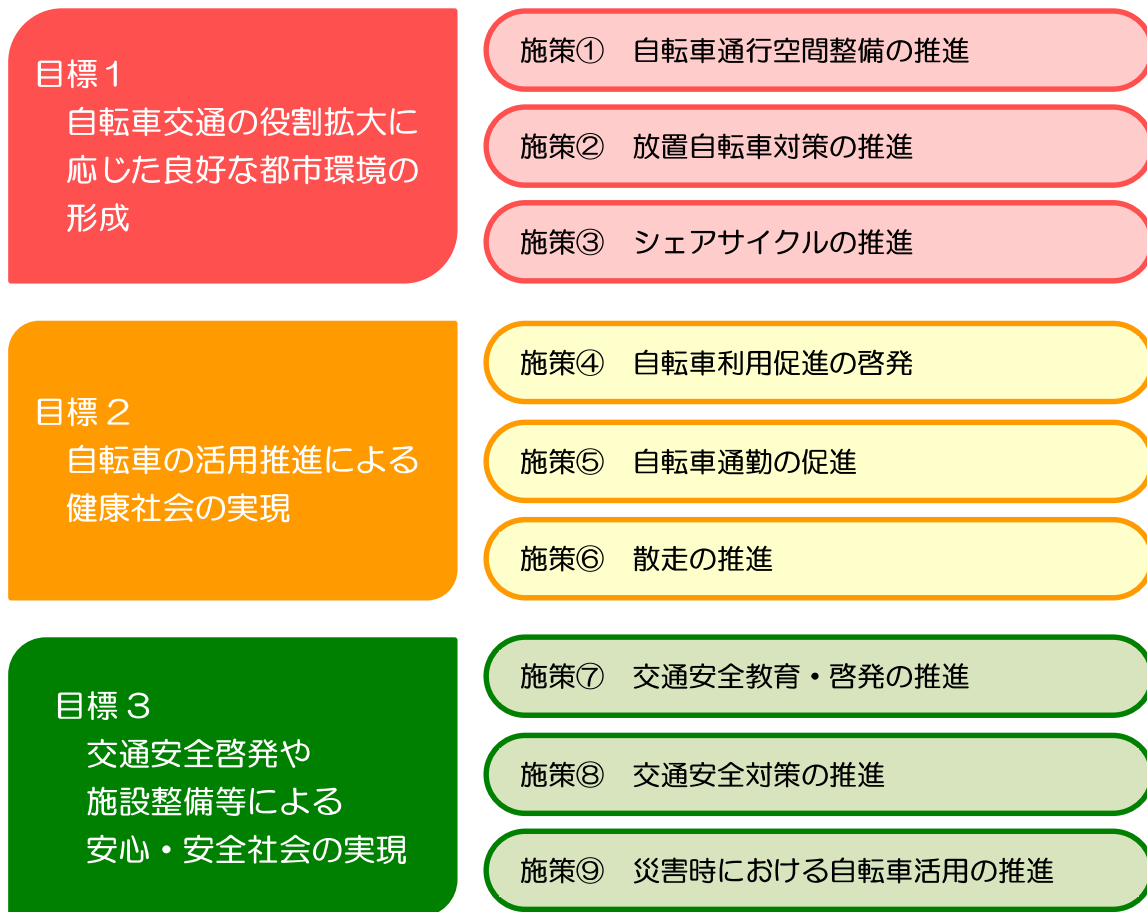 目標１
自転車交通の役割拡大に
応じた良好な都市環境の
形成
施策①　自転車通行空間整備の推進
施策②　放置自転車対策の推進
施策③　シェアサイクルの推進
目標２
自転車の活用推進による
健康社会の実現
施策④　自転車利用促進の啓発
施策⑤　自転車通勤の促進
施策⑥　散走の推進
目標３
交通安全啓発や
施設整備等による
安心・安全社会の実現
施策⑦　交通安全教育・啓発の推進
施策⑧　交通安全対策の推進
施策⑨　災害時における自転車活用の推進